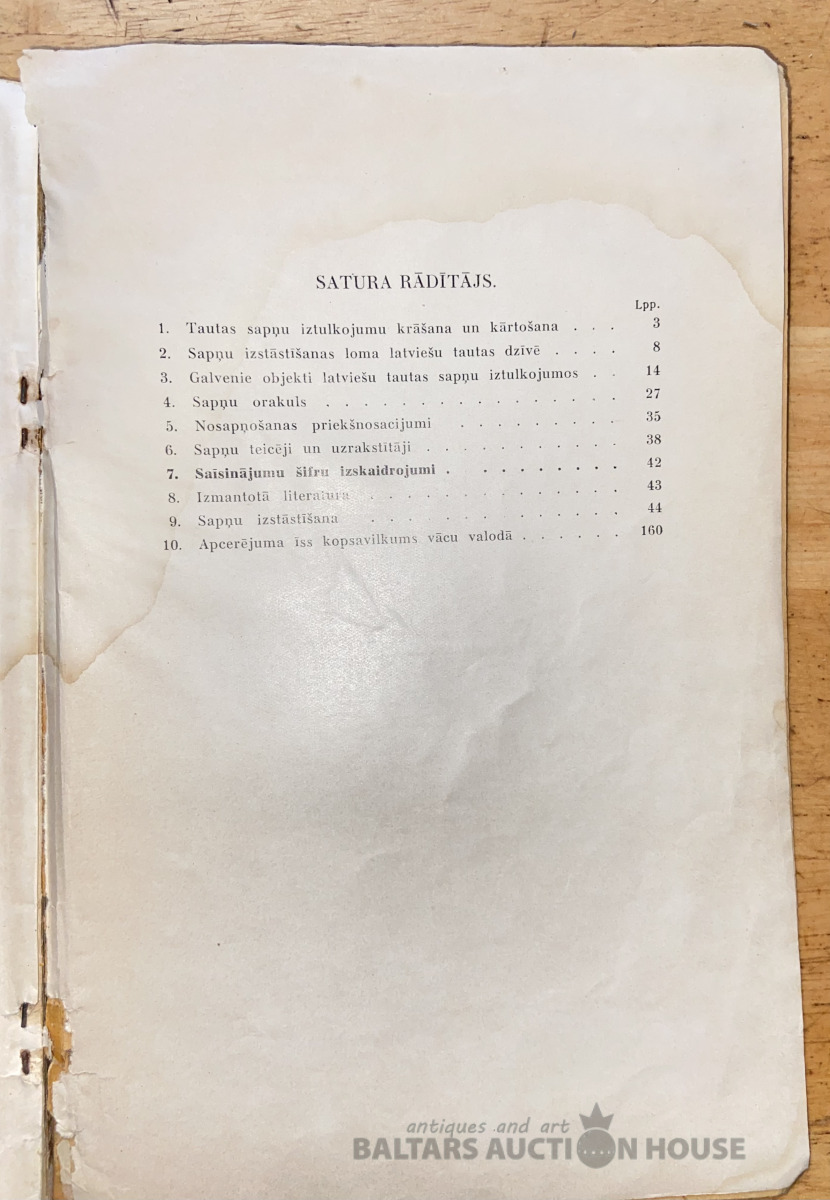 SATURA RĀDĪTĀJS.
Lpp.
1. Tautas sapņu iztulkojumu krāšana un kārtošana . . . 3
2. Sapņu izstāstīšanas loma latviešu tautas dzīvē . . . . 8
3. Galvenie objekti latviešu tautas sapņu iztulkojumos . . 14
4. Sapņu orakuls . . . . . . . . . . . . . . . 27
5. Nosapņošanas priekšnosacijumi . . . . . . . . 35
6. Sapņu teicēji un uzrakstītāji . . . . . . . . . 38
7. Saīsinājumu šifru izskaidrojumi . . . . . . . . 42
8. Izmantotā literatura . . . . . . . . . . . 43
9. Sapņu izstāstīšana . . . . . . . . . . . 44
10. Apcerējuma īss kopsavilkums vācu valodā . . . . . . 160
antiques and art
BALTARS AUCTION HOUSE